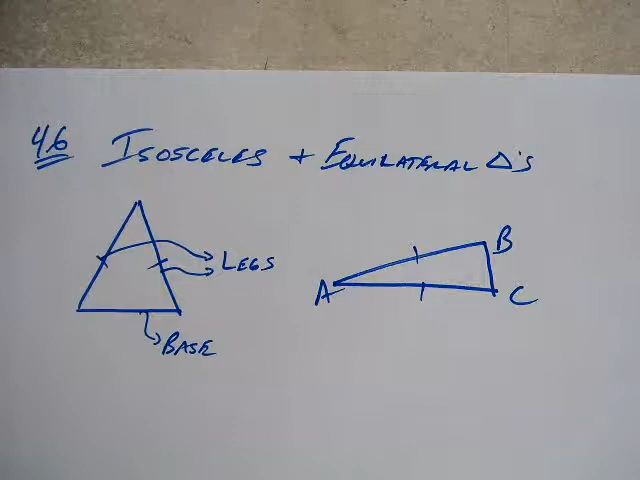 4.6 ISOSCELES + EQUILATERAL Δ'S
LEGS
BASE
A
B
C